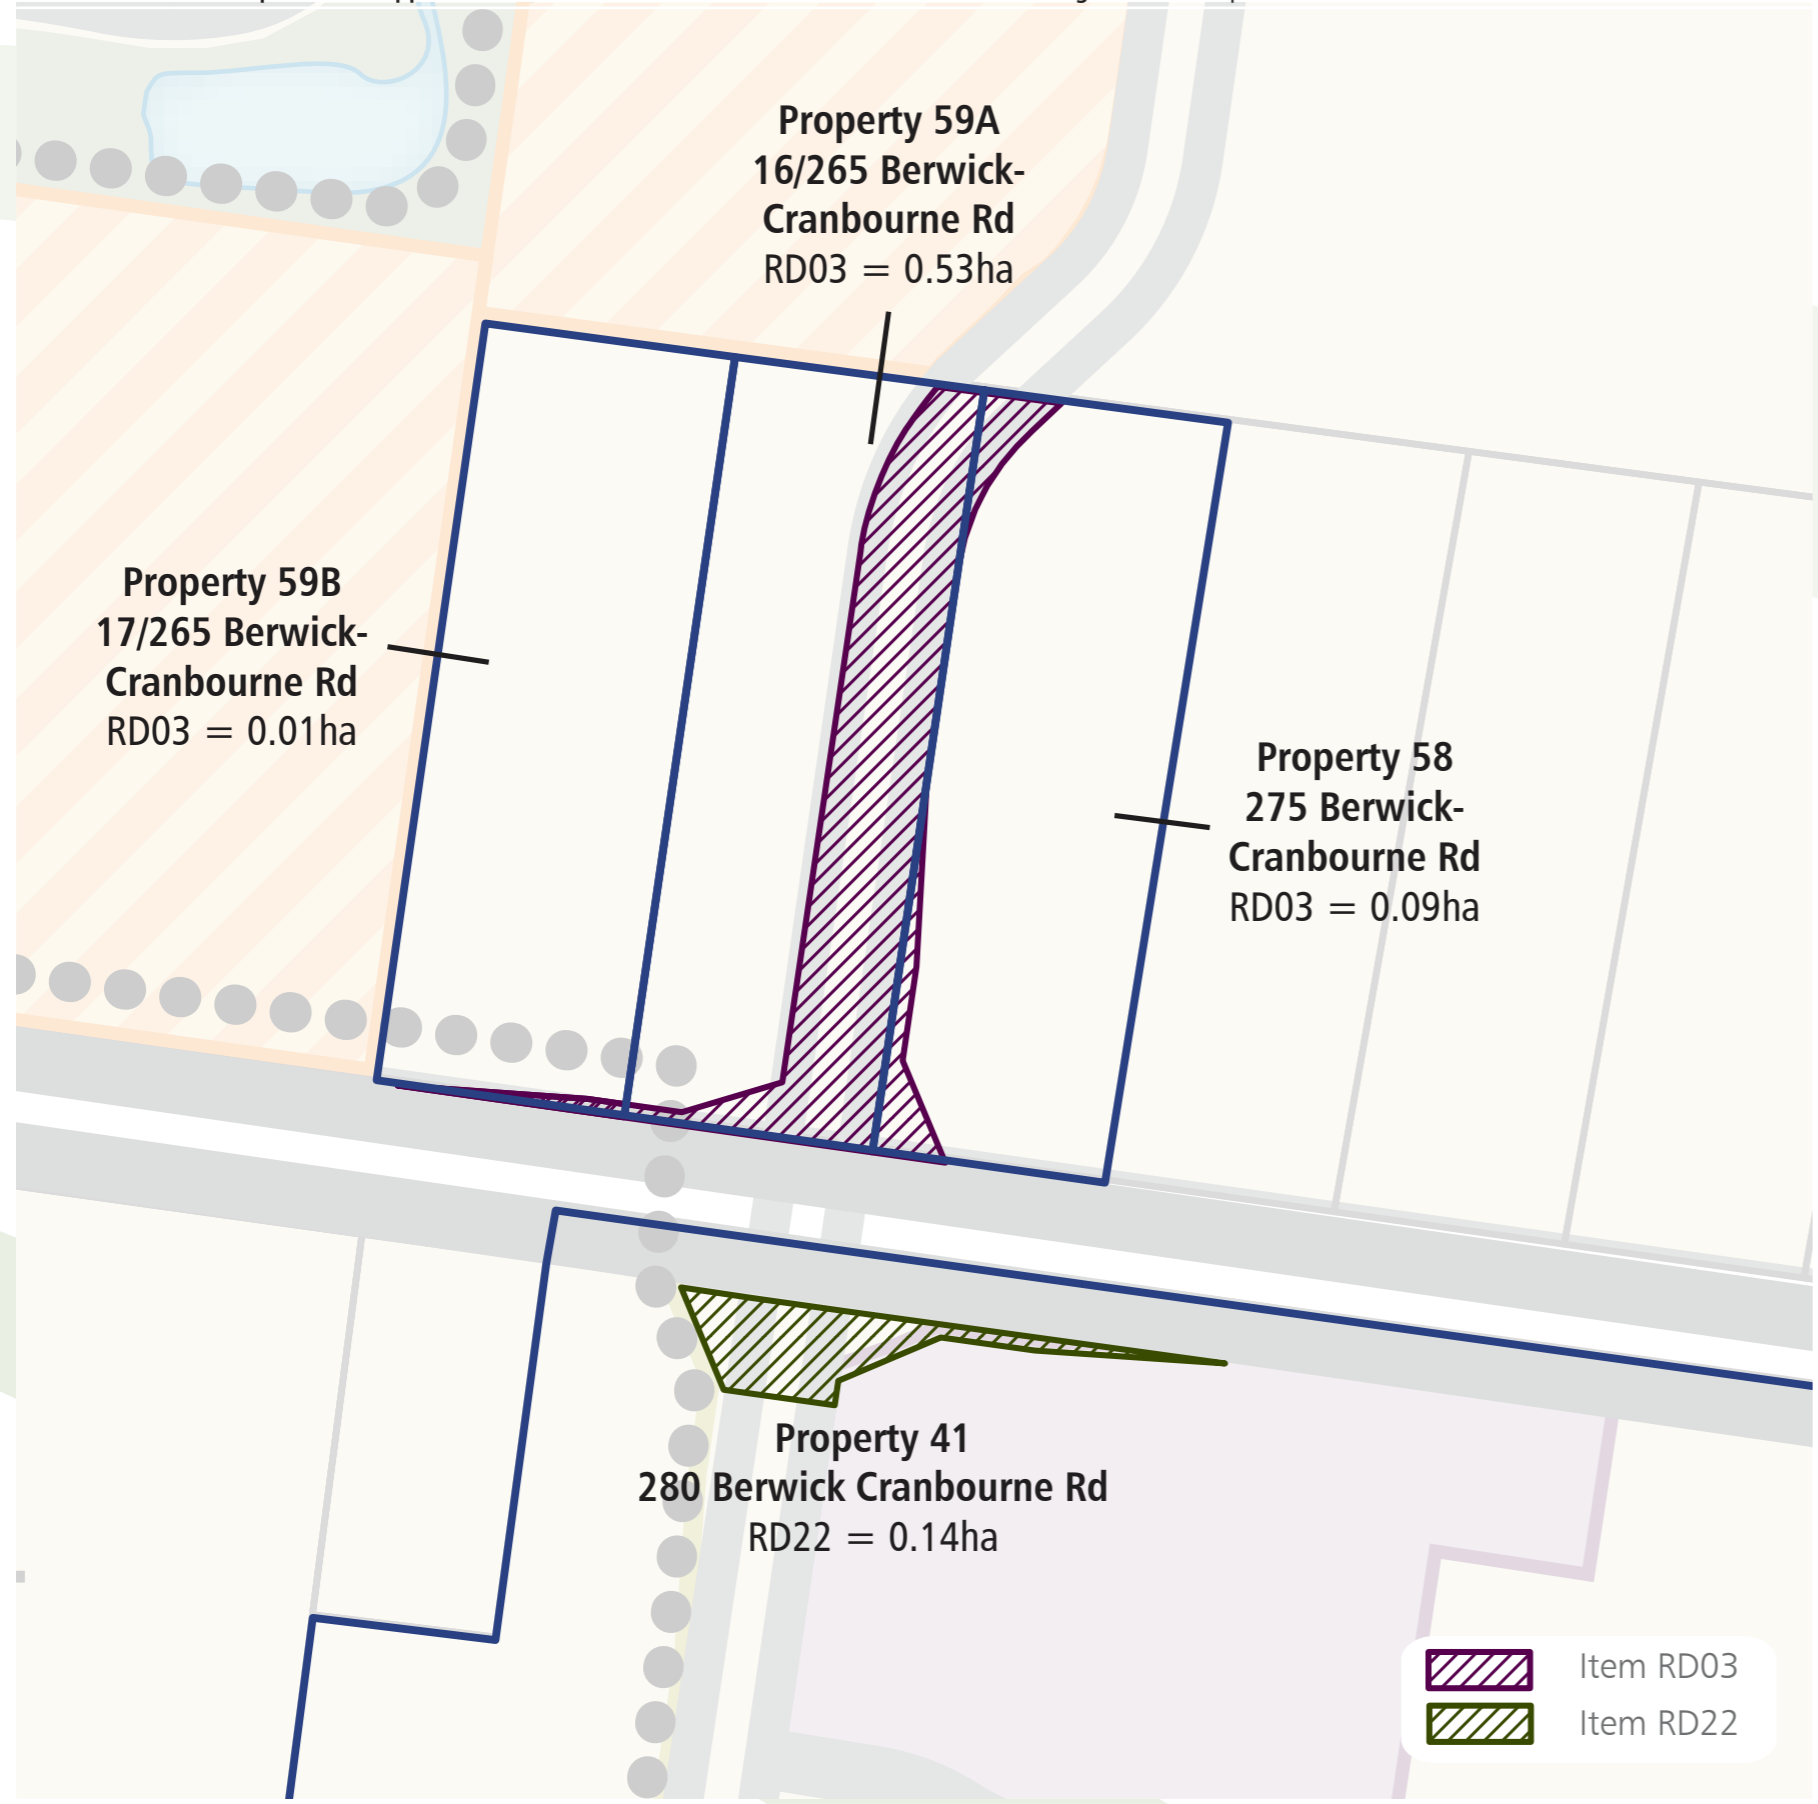 Property 59A
16/265 Berwick-
Cranbourne Rd
RD03 = 0.53ha
Property 59B
17/265 Berwick-
Cranbourne Rd
RD03 = 0.01ha
Property 58
275 Berwick-
Cranbourne Rd
RD03 = 0.09ha
Property 41
280 Berwick Cranbourne Rd
RD22 = 0.14ha
Item RD03
Item RD22